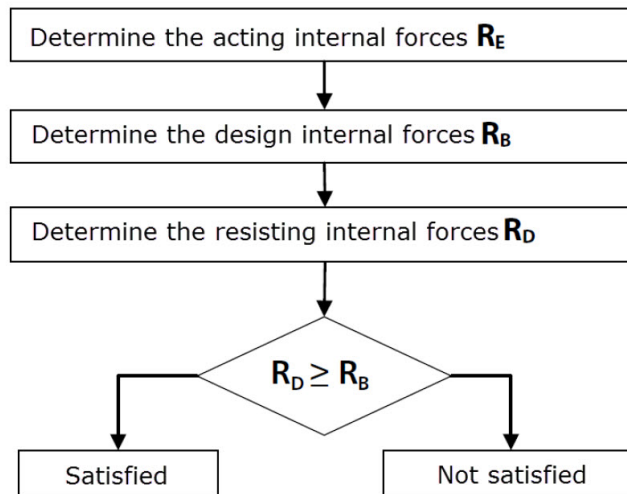 Determine the acting internal forces R_E
Determine the design internal forces R_B
Determine the resisting internal forces R_D
R_D ≥ R_B
Satisfied
Not satisfied